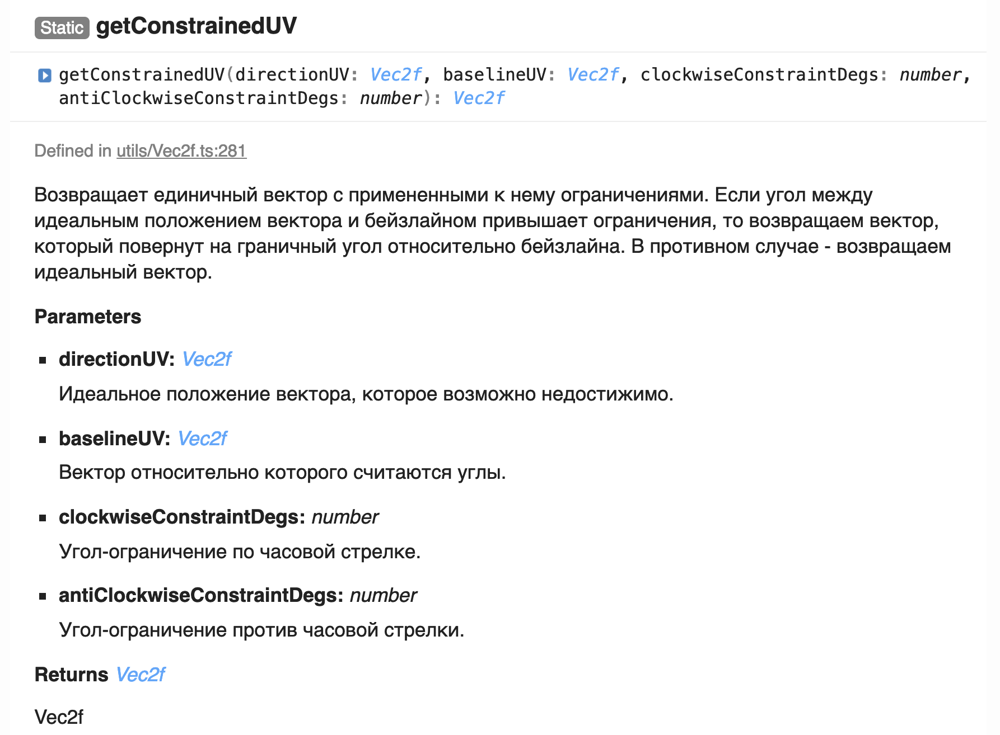 Static getConstrainedUV
getConstrainedUV(directionUV: Vec2f, baselineUV: Vec2f, clockwiseConstraintDegs: number,
antiClockwiseConstraintDegs: number): Vec2f
Defined in utils/Vec2f.ts:281
Возвращает единичный вектор с примененными к нему ограничениями. Если угол между
идеальным положением вектора и бейзлайном привышает ограничения, то возвращаем вектор,
который повернут на граничный угол относительно бейзлайна. В противном случае - возвращаем
идеальный вектор.
Parameters
directionUV: Vec2f
Идеальное положение вектора, которое возможно недостижимо.
baselineUV: Vec2f
Вектор относительно которого считаются углы.
clockwiseConstraintDegs: number
Угол-ограничение по часовой стрелке.
antiClockwiseConstraintDegs: number
Угол-ограничение против часовой стрелки.
Returns Vec2f
Vec2f